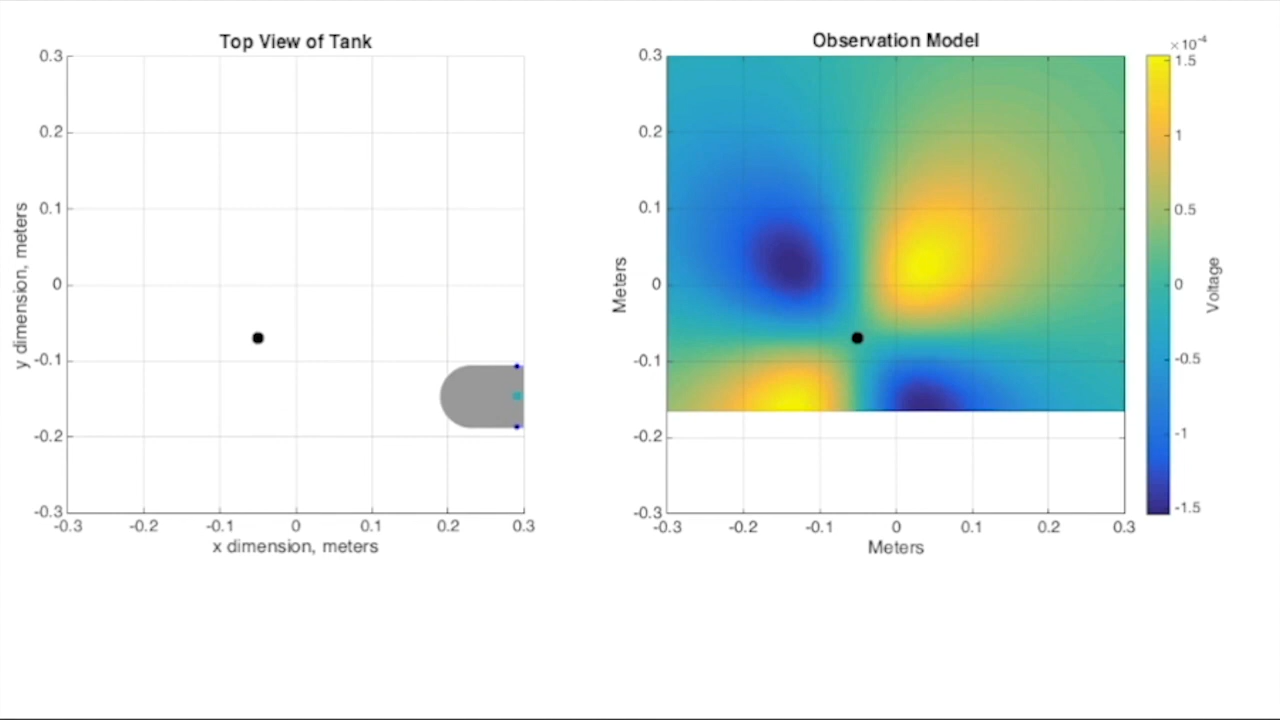 Top View of Tank
0.3
0.2
0.1
0
-0.1
-0.2
-0.3
y dimension, meters
-0.3 -0.2 -0.1 0 0.1 0.2 0.3
x dimension, meters
Observation Model
0.3
0.2
0.1
0
-0.1
-0.2
-0.3
Meters
-0.3 -0.2 -0.1 0 0.1 0.2 0.3
Meters
×10-4
1.5
1
0.5
0
-0.5
-1
-1.5
Voltage